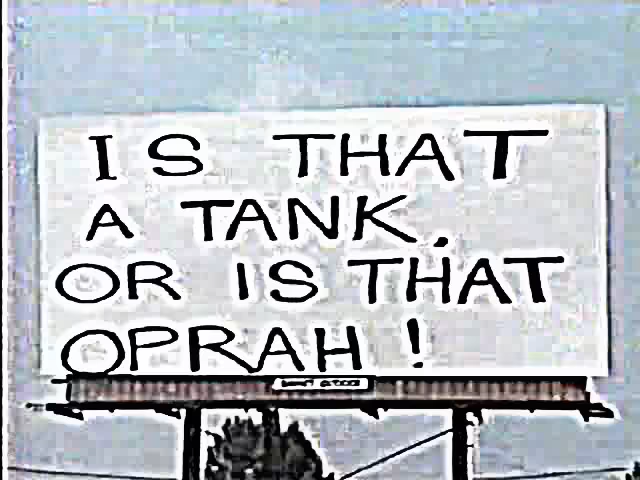 IS THAT
A TANK.
OR IS THAT
OPRAH!